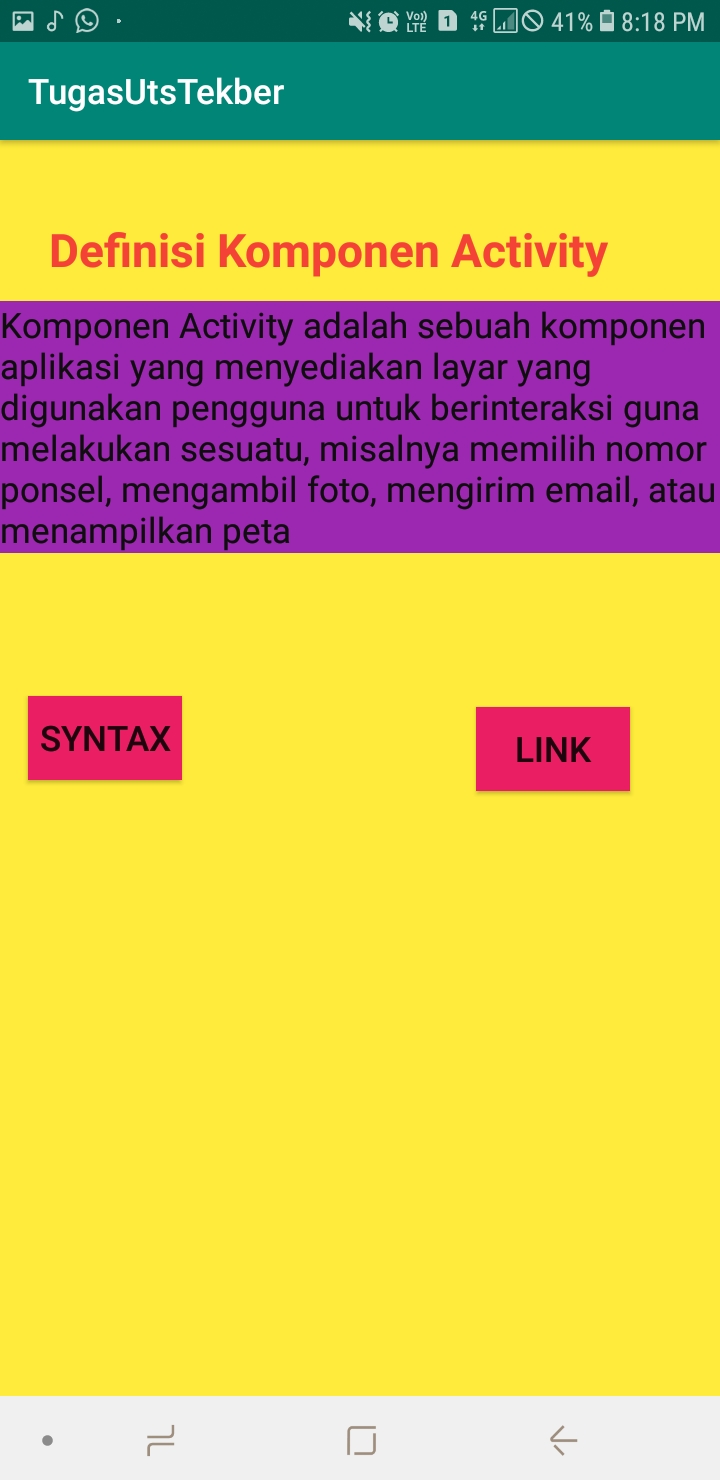 Vo)) LTE 1 4G 41% 8:18 PM
TugasUtsTekber
Definisi Komponen Activity
Komponen Activity adalah sebuah komponen
aplikasi yang menyediakan layar yang
digunakan pengguna untuk berinteraksi guna
melakukan sesuatu, misalnya memilih nomor
ponsel, mengambil foto, mengirim email, atau
menampilkan peta
SYNTAX
LINK